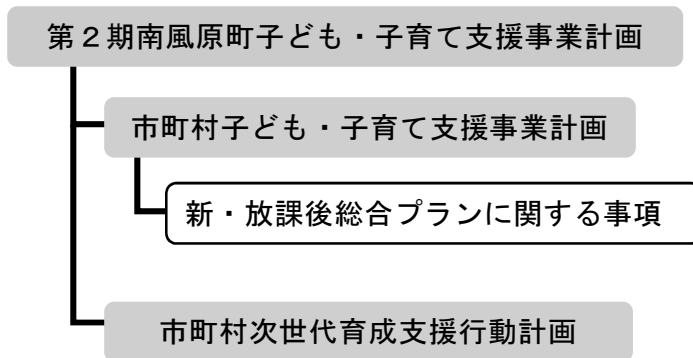 第２期南風原町子ども・子育て支援事業計画
市町村子ども・子育て支援事業計画
新・放課後総合プランに関する事項
市町村次世代育成支援行動計画